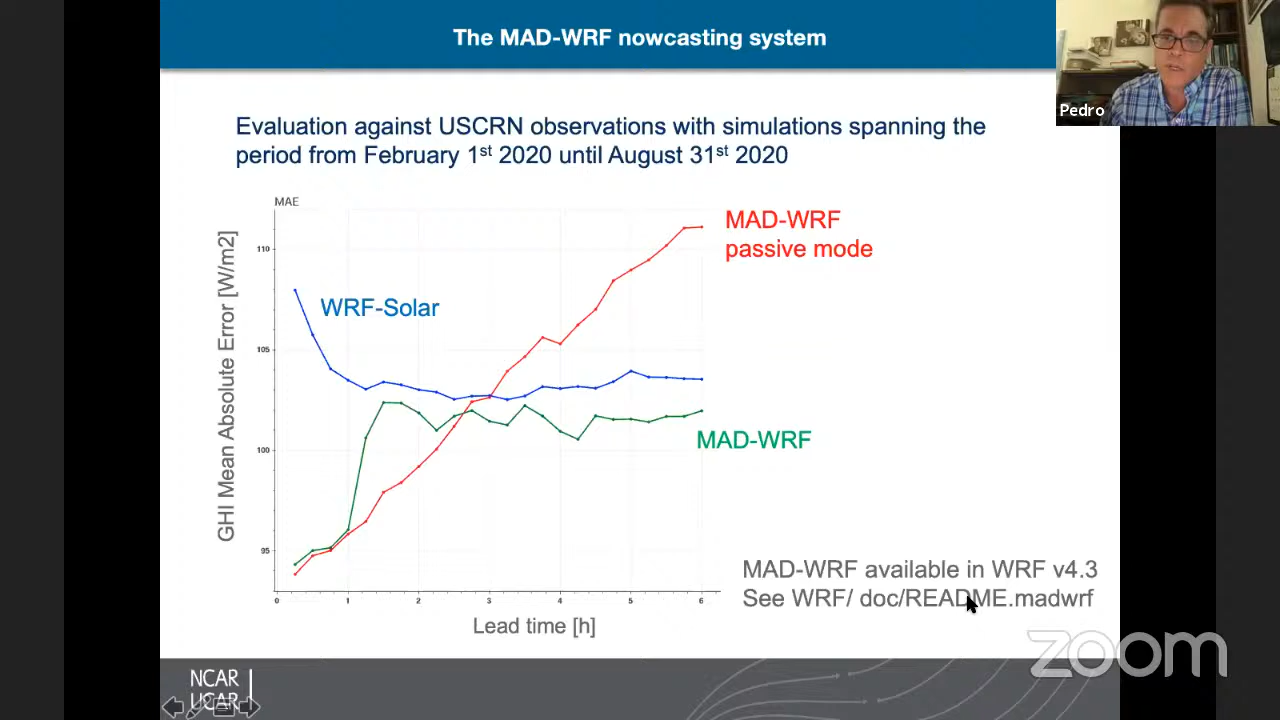 The MAD-WRF nowcasting system
Pedro
Evaluation against USCRN observations with simulations spanning the
period from February 1st 2020 until August 31st 2020
MAE
MAD-WRF
passive mode
110
WRF-Solar
105
GHI Mean Absolute Error [W/m2]
MAD-WRF
100
95
0 1 2 3 4 5 6
Lead time [h]
MAD-WRF available in WRF v4.3
See WRF/ doc/README.madwrf
zoom
NCAR
UCAR